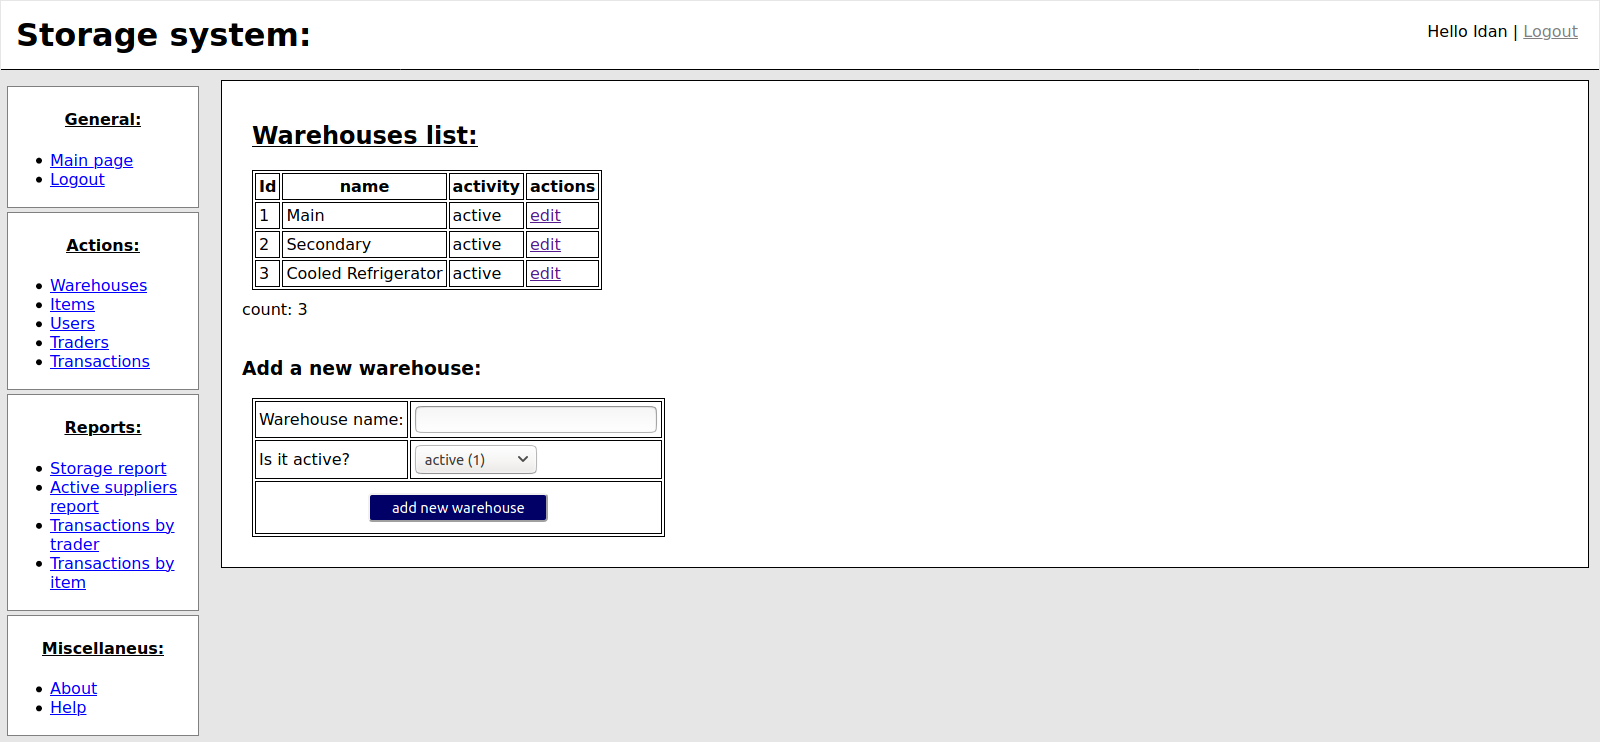 Storage system:
Hello Idan | Logout
General:
Main page
Logout
Actions:
Warehouses
Items
Users
Traders
Transactions
Reports:
Storage report
Active suppliers
report
Transactions by
trader
Transactions by
item
Miscellaneus:
About
Help
Warehouses list:
Id name activity actions
1 Main active edit
2 Secondary active edit
3 Cooled Refrigerator active edit
count: 3
Add a new warehouse:
Warehouse name:
Is it active? active (1)
add new warehouse